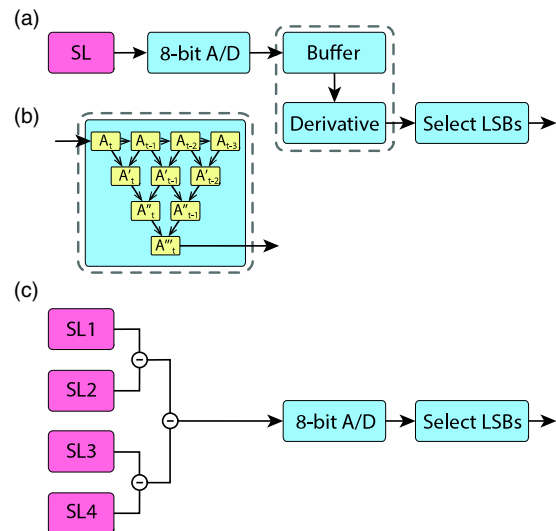 (a)
SL 8-bit A/D Buffer
Derivative Select LSBs
(b)
A_t A_t-1 A_t-2 A_t-3
A'_t A'_t-1 A'_t-2
A"_t A"_t-1
A'''_t
(c)
SL1
SL2
SL3
SL4
− − −
8-bit A/D Select LSBs